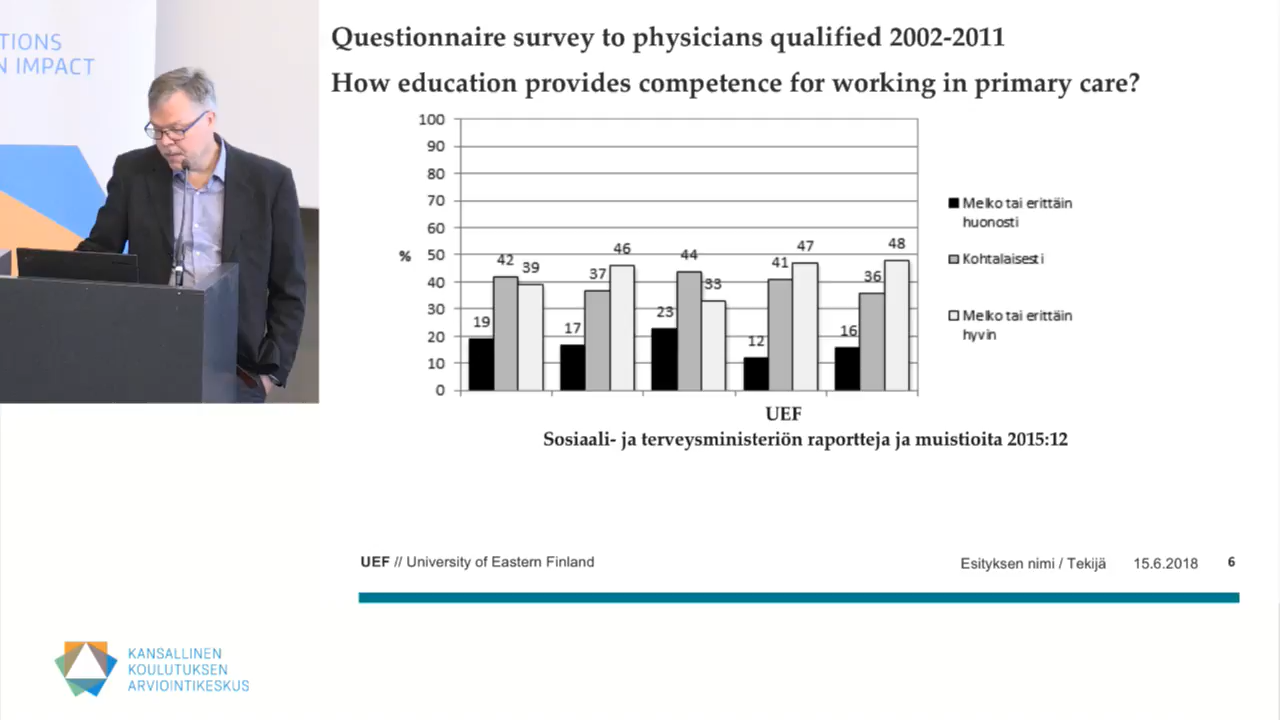 TIONS
N IMPACT
Questionnaire survey to physicians qualified 2002-2011
How education provides competence for working in primary care?
100
90
80
70
60
50
40
30
20
10
0
%
19
42
39
17
37
46
23
44
33
12
41
47
16
36
48
Melko tai erittäin
huonosti
Kohtalaisesti
Melko tai erittäin
hyvin
UEF
Sosiaali- ja terveysministeriön raportteja ja muistioita 2015:12
UEF // University of Eastern Finland
Esityksen nimi / Tekijä 15.6.2018 6
KANSALLINEN
KOULUTUKSEN
ARVIOINTIKESKUS